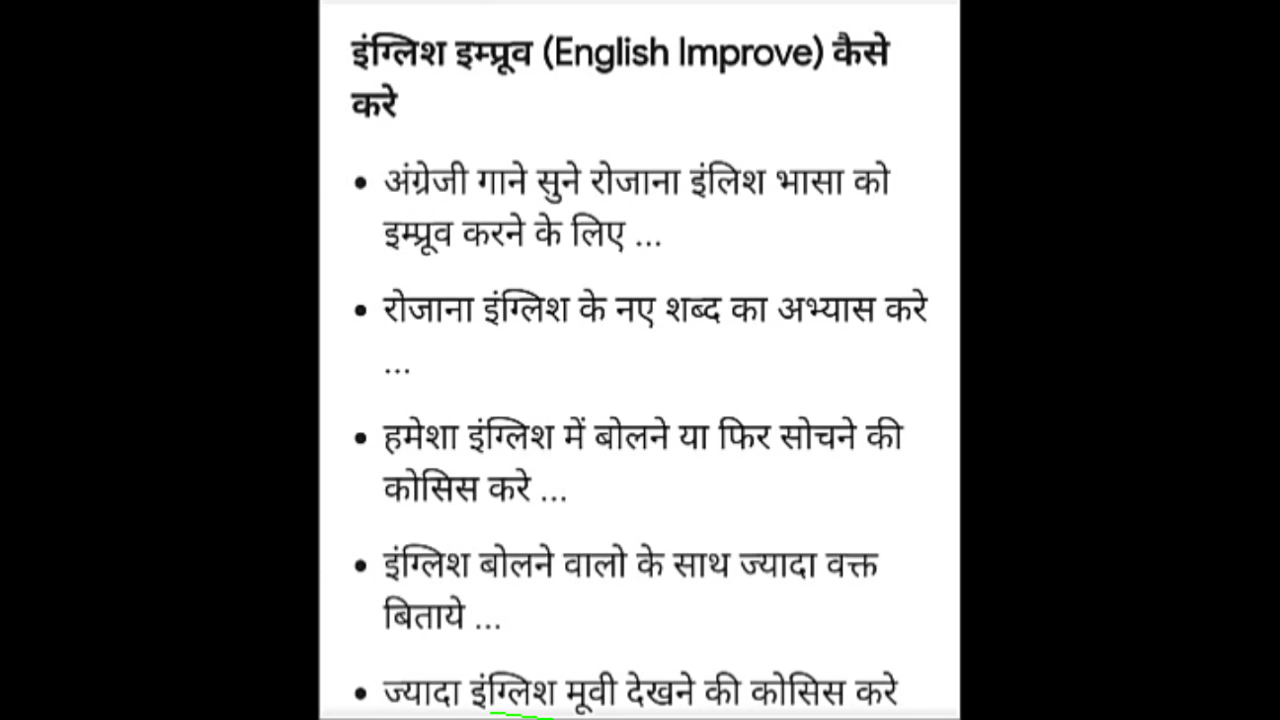 इंग्लिश इम्प्रूव (English Improve) कैसे
करे
• अंग्रेजी गाने सुने रोजाना इंलिश भासा को
इम्प्रूव करने के लिए ...
• रोजाना इंग्लिश के नए शब्द का अभ्यास करे
...
• हमेशा इंग्लिश में बोलने या फिर सोचने की
कोसिस करे ...
• इंग्लिश बोलने वालो के साथ ज्यादा वक्त
बिताये ...
• ज्यादा इंग्लिश मूवी देखने की कोसिस करे